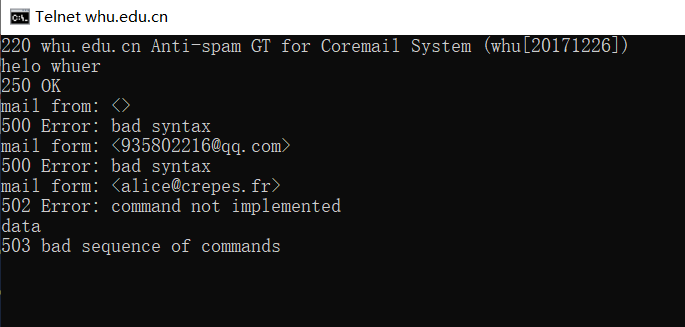 Telnet whu.edu.cn
220 whu.edu.cn Anti-spam GT for Coremail System (whu[20171226])
helo whuer
250 OK
mail from: <>
500 Error: bad syntax
mail form: <935802216@qq.com>
500 Error: bad syntax
mail form: <alice@crepes.fr>
502 Error: command not implemented
data
503 bad sequence of commands